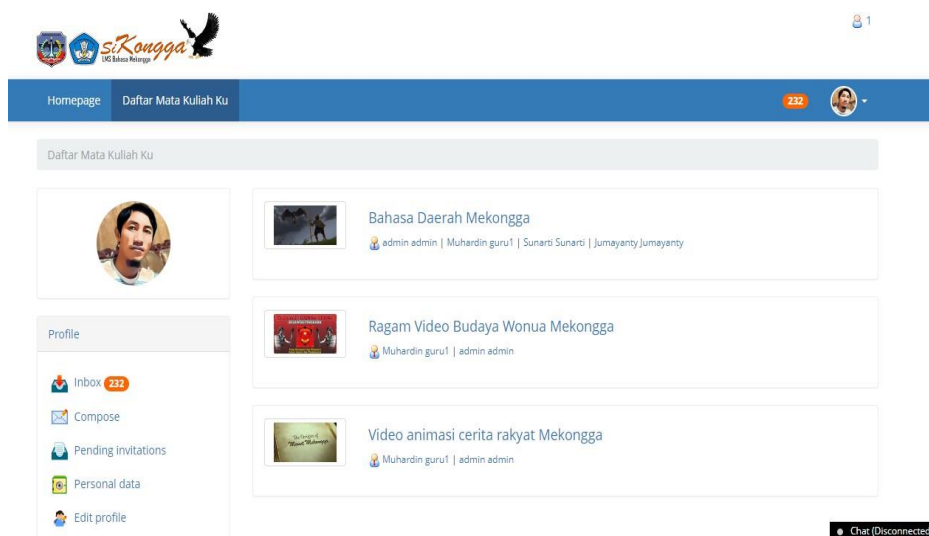 siKongga
LMS Bahasa Mekongga
1
Homepage
Daftar Mata Kuliah Ku
232
Daftar Mata Kuliah Ku
Bahasa Daerah Mekongga
admin admin | Muhardin guru1 | Sunarti Sunarti | Jumayanty Jumayanty
Profile
Ragam Video Budaya Wonua Mekongga
Muhardin guru1 | admin admin
Inbox 232
Compose
Pending invitations
Personal data
Edit profile
Video animasi cerita rakyat Mekongga
Muhardin guru1 | admin admin
Chat (Disconnected